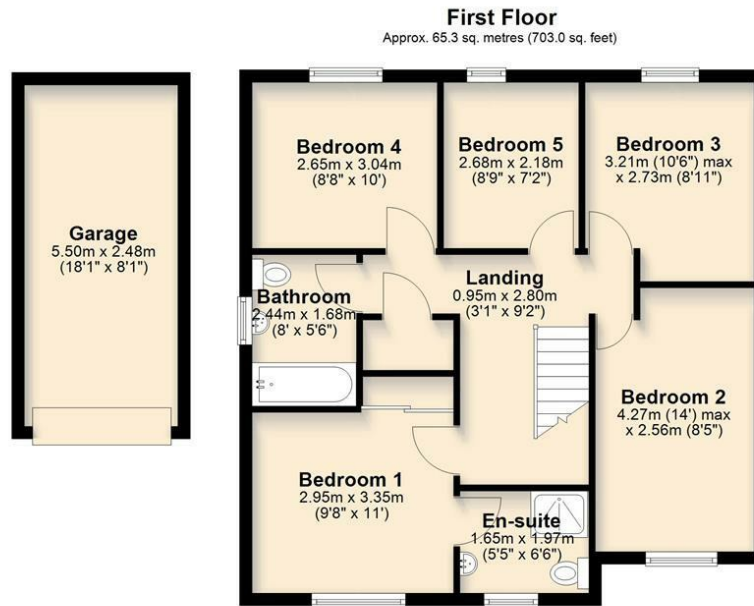 First Floor
Approx. 65.3 sq. metres (703.0 sq. feet)
Garage
5.50m x 2.48m
(18'1" x 8'1")
Bedroom 4
2.65m x 3.04m
(8'8" x 10')
Bedroom 5
2.68m x 2.18m
(8'9" x 7'2")
Bedroom 3
3.21m (10'6") max
x 2.73m (8'11")
Bathroom
2.44m x 1.68m
(8' x 5'6")
Landing
0.95m x 2.80m
(3'1" x 9'2")
Bedroom 2
4.27m (14') max
x 2.56m (8'5")
Bedroom 1
2.95m x 3.35m
(9'8" x 11')
En-suite
1.65m x 1.97m
(5'5" x 6'6")